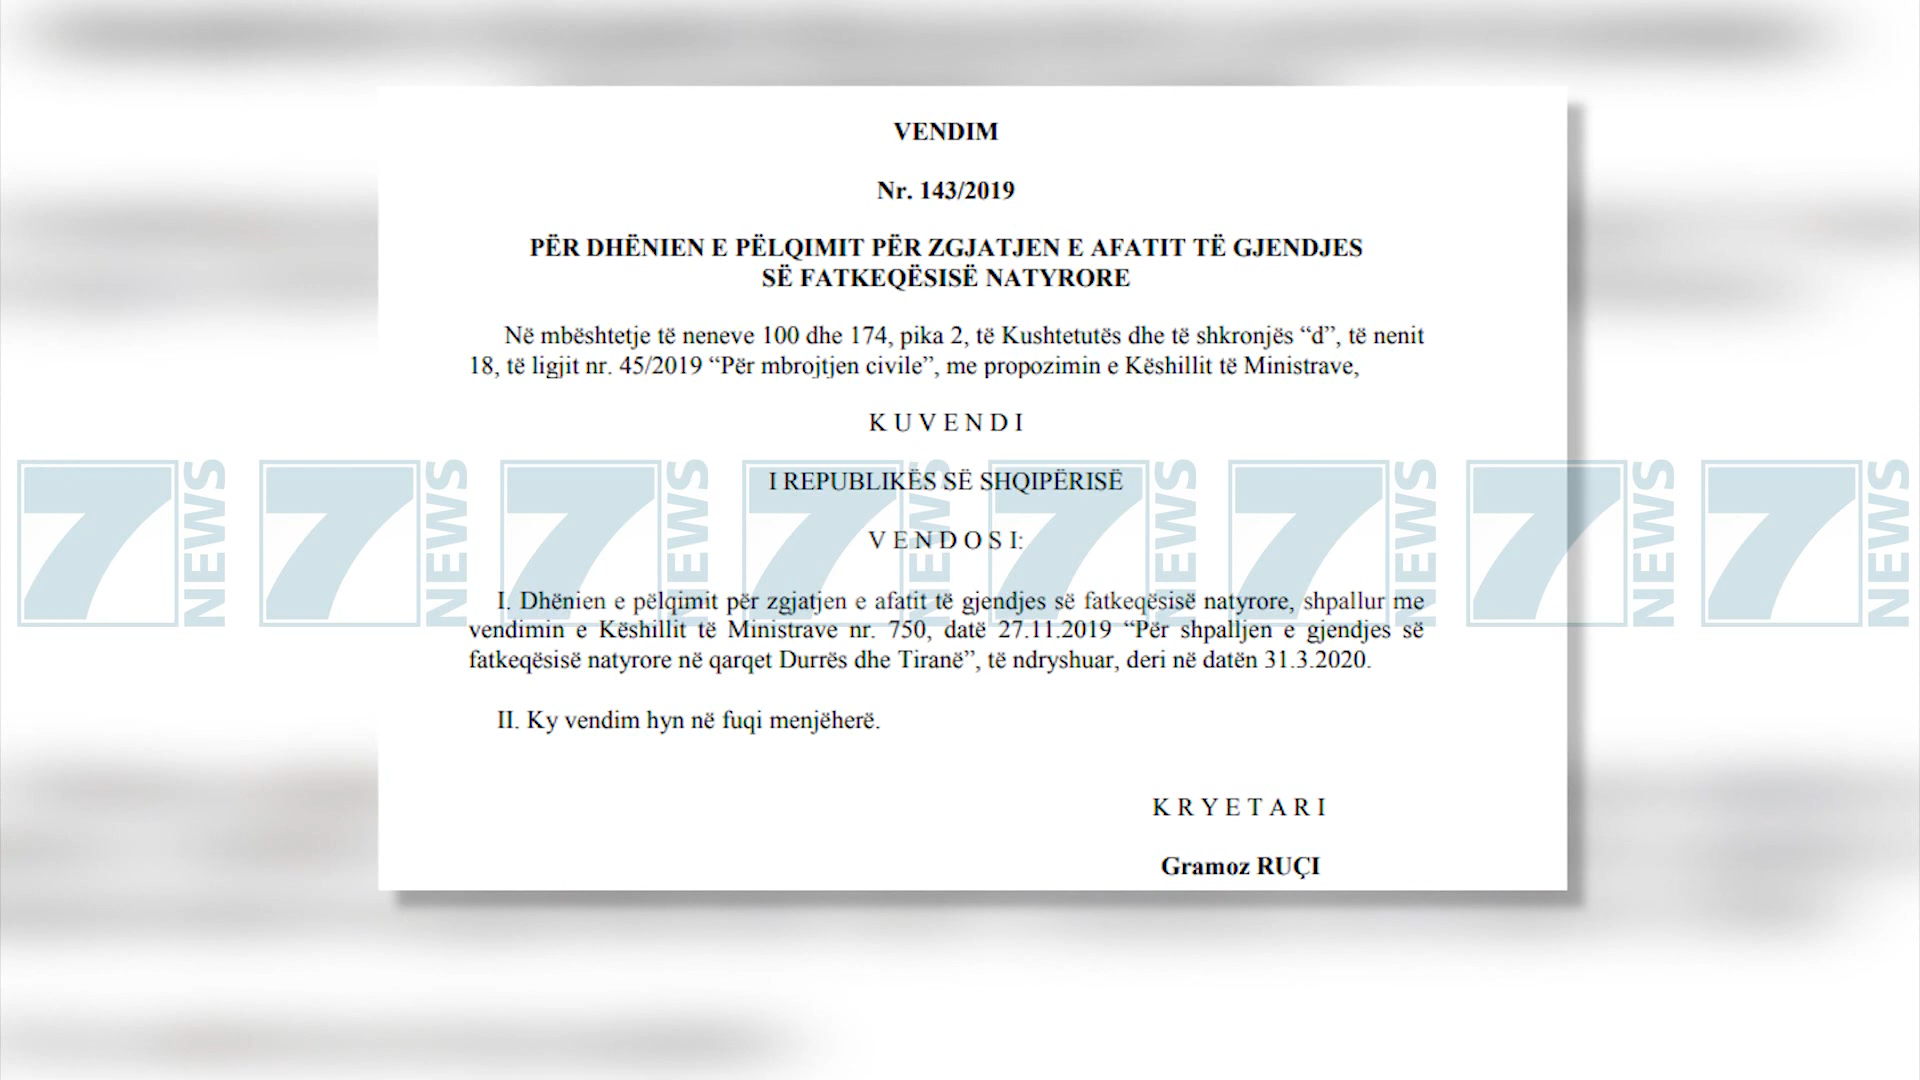 VENDIM
Nr. 143/2019
PËR DHËNIEN E PËLQIMIT PËR ZGJATJEN E AFATIT TË GJENDJES
SË FATKEQËSISË NATYRORE
Në mbështetje të neneve 100 dhe 174, pika 2, të Kushtetutës dhe të shkronjës “d”, të nenit
18, të ligjit nr. 45/2019 “Për mbrojtjen civile”, me propozimin e Këshillit të Ministrave,
K U V E N D I
I REPUBLIKËS SË SHQIPËRISË
V E N D O S I:
I. Dhënien e pëlqimit për zgjatjen e afatit të gjendjes së fatkeqësisë natyrore, shpallur me
vendimin e Këshillit të Ministrave nr. 750, datë 27.11.2019 “Për shpalljen e gjendjes së
fatkeqësisë natyrore në qarqet Durrës dhe Tiranë”, të ndryshuar, deri në datën 31.3.2020.
II. Ky vendim hyn në fuqi menjëherë.
K R Y E T A R I
Gramoz RUÇI
7 NEWS 7 NEWS 7 NEWS 7 NEWS 7 NEWS 7 NEWS 7 NEWS 7 NEWS